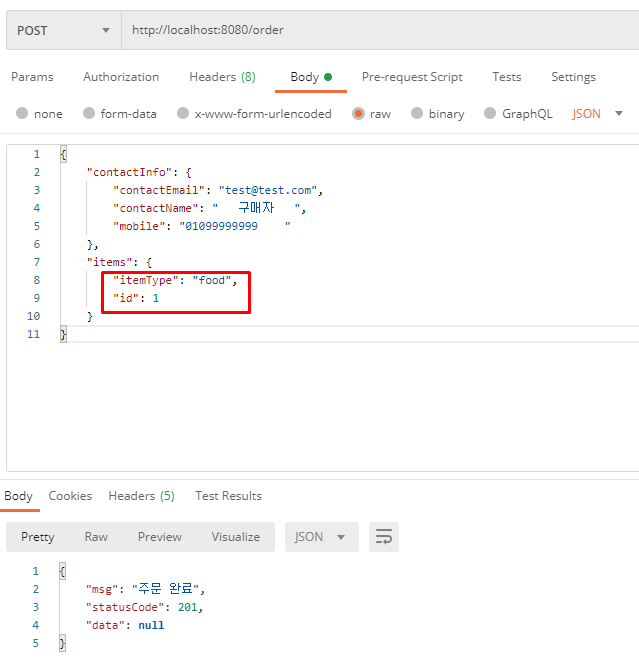 POST http://localhost:8080/order
Params Authorization Headers (8) Body Pre-request Script Tests Settings
none form-data x-www-form-urlencoded raw binary GraphQL JSON
1 {
2 "contactInfo": {
3 "contactEmail": "test@test.com",
4 "contactName": "   구매자   ",
5 "mobile": "01099999999    "
6 },
7 "items": {
8 "itemType": "food",
9 "id": 1
10 }
11 }
Body Cookies Headers (5) Test Results
Pretty Raw Preview Visualize JSON
1 {
2 "msg": "주문 완료",
3 "statusCode": 201,
4 "data": null
5 }